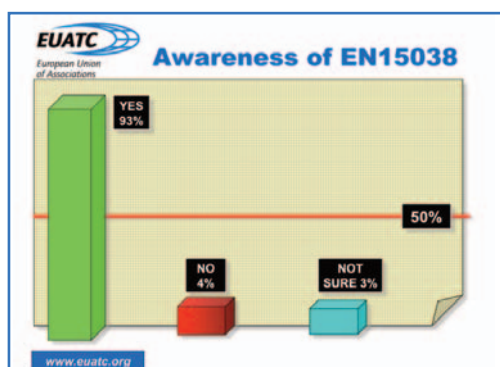 EUATC
European Union
of Associations
Awareness of EN15038
YES
93%
50%
NO
4%
NOT
SURE 3%
www.euatc.org